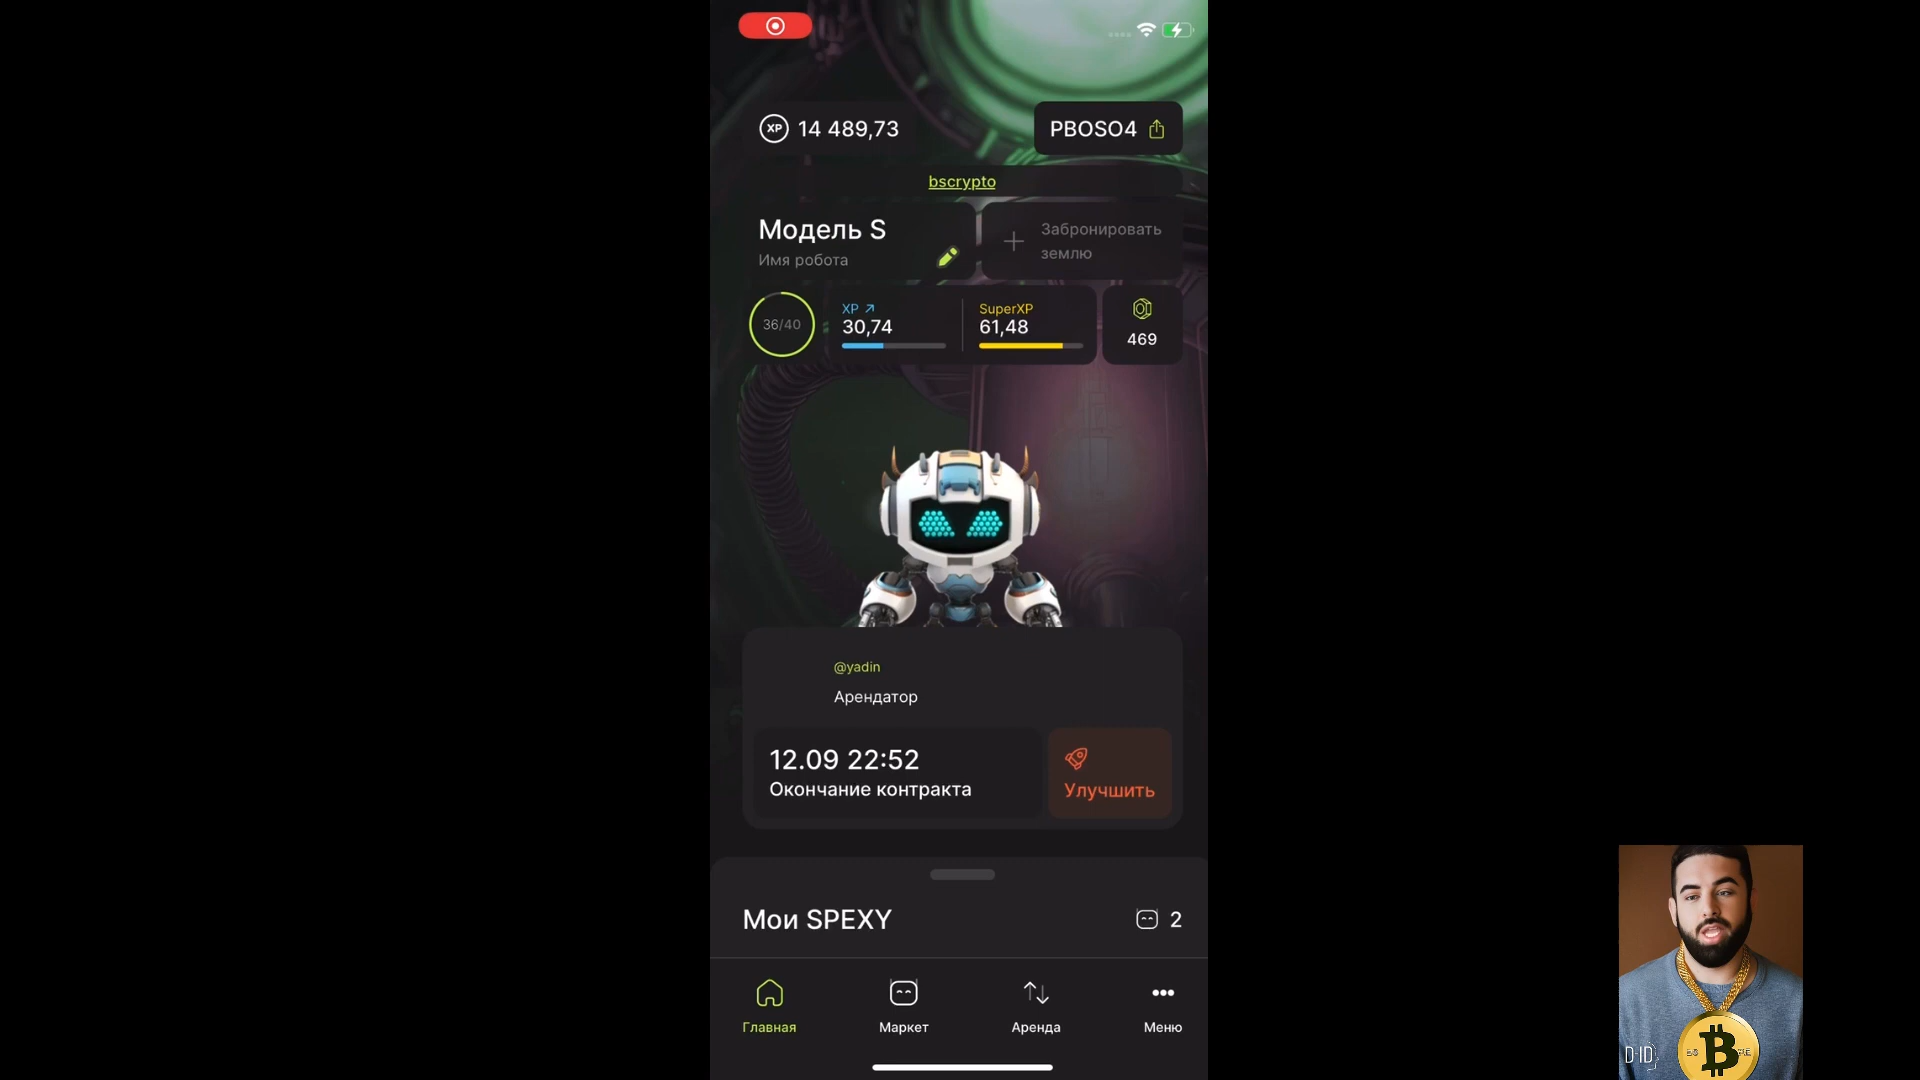 XP 14 489,73
PBOSO4
bscrypto
Модель S
Имя робота
Забронировать
землю
36/40
XP
30,74
SuperXP
61,48
469
@yadin
Арендатор
12.09 22:52
Окончание контракта
Улучшить
Мои SPEXY
2
Главная
Маркет
Аренда
Меню
D-ID